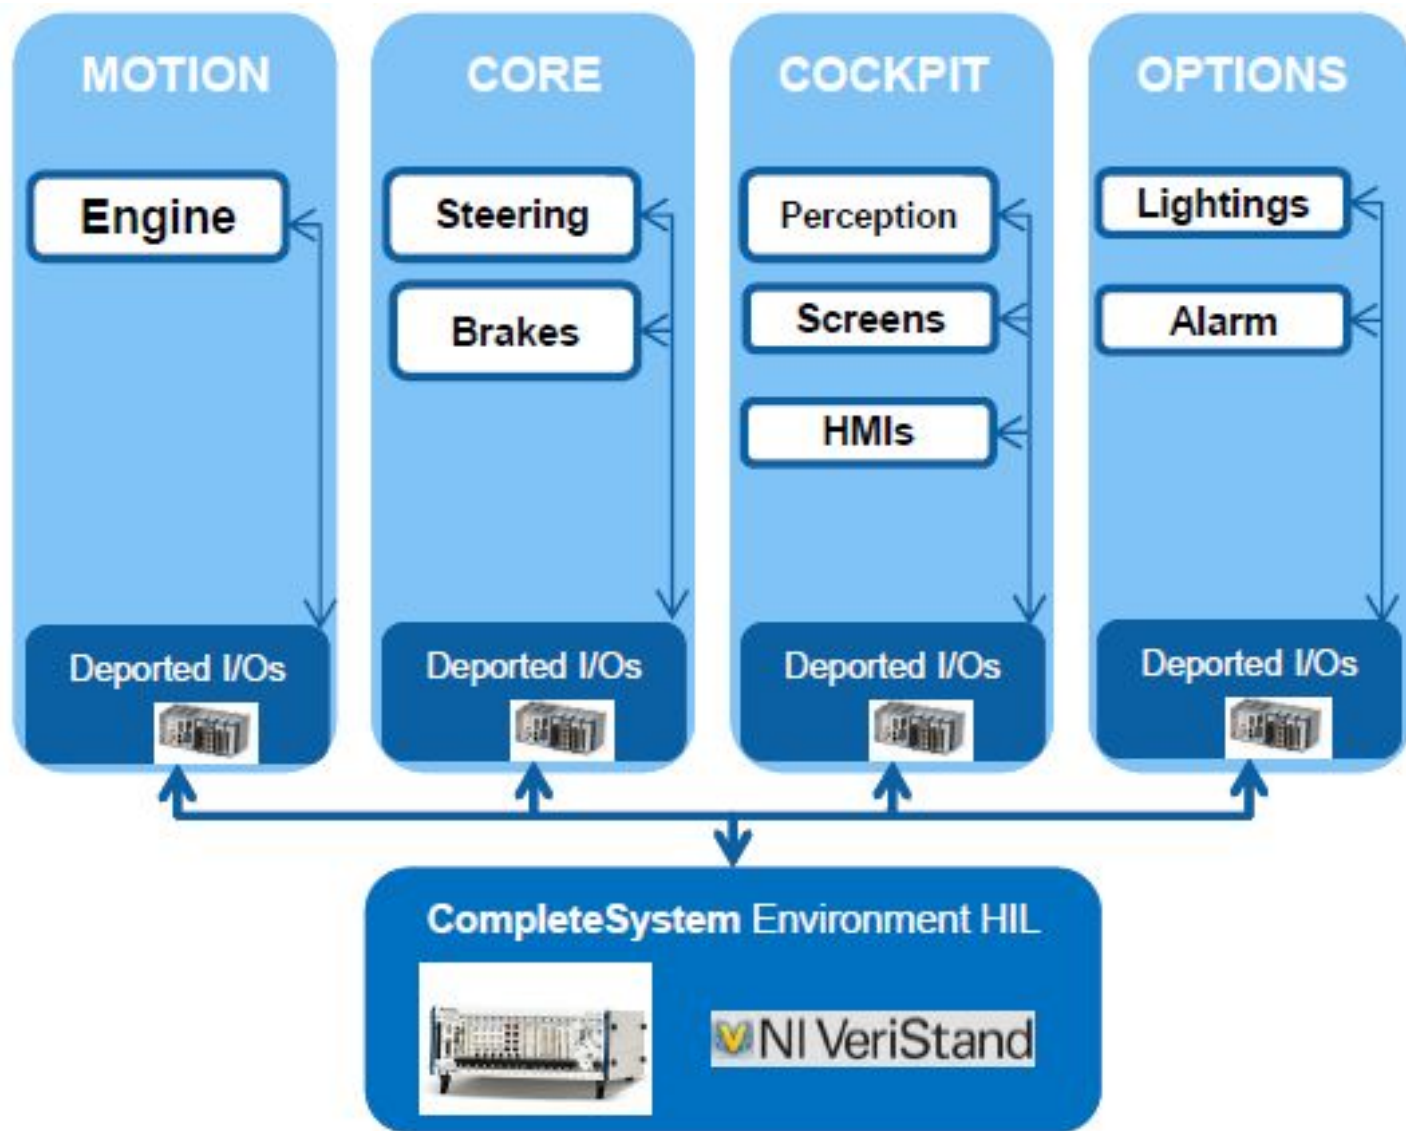 MOTION
Engine
Deported I/Os
CORE
Steering
Brakes
Deported I/Os
COCKPIT
Perception
Screens
HMIs
Deported I/Os
OPTIONS
Lightings
Alarm
Deported I/Os
CompleteSystem Environment HIL
NI VeriStand